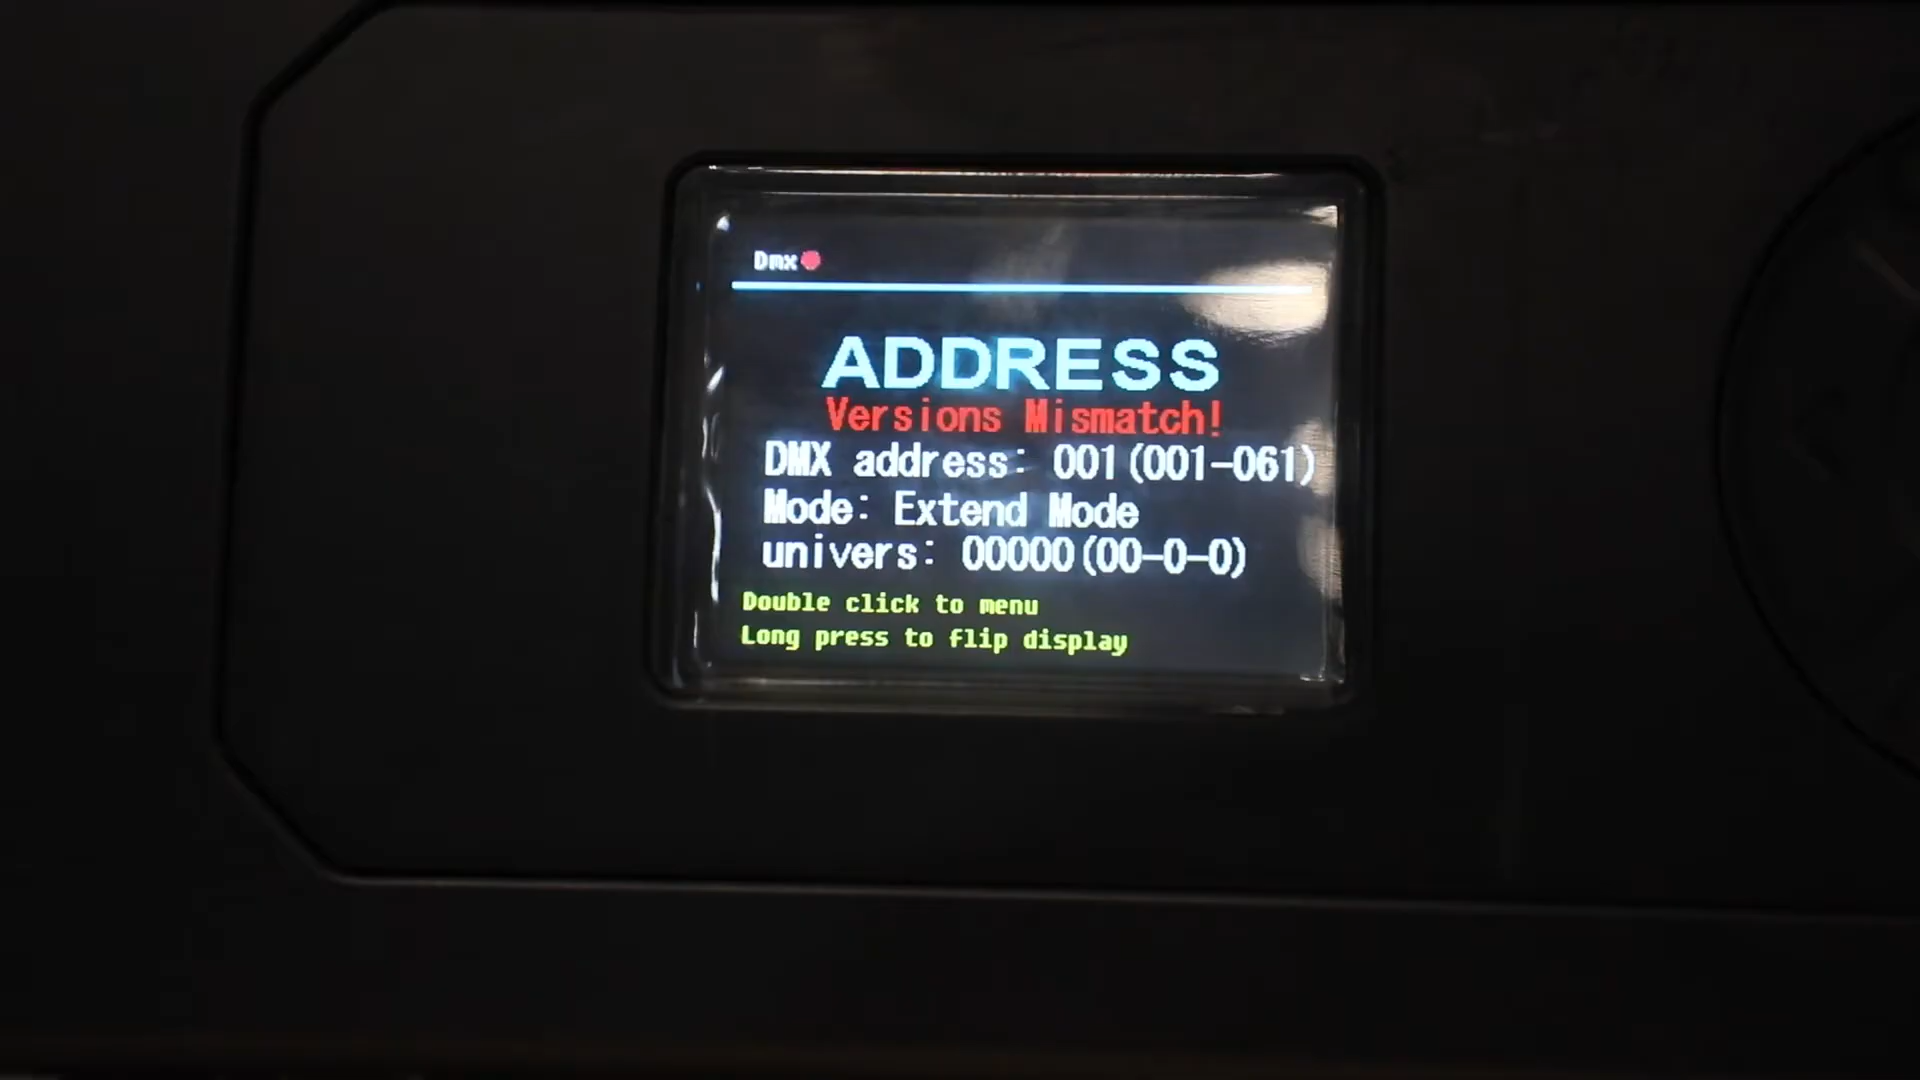 Dmx
ADDRESS
Versions Mismatch!
DMX address: 001(001-061)
Mode: Extend Mode
univers: 00000(00-0-0)
Double click to menu
Long press to flip display